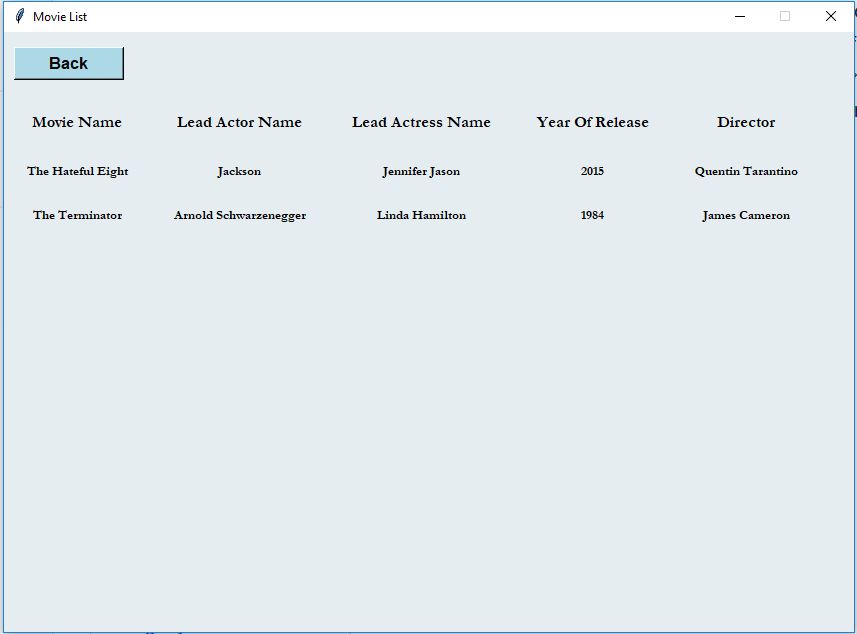 Movie List
Back
Movie Name Lead Actor Name Lead Actress Name Year Of Release Director
The Hateful Eight Jackson Jennifer Jason 2015 Quentin Tarantino
The Terminator Arnold Schwarzenegger Linda Hamilton 1984 James Cameron